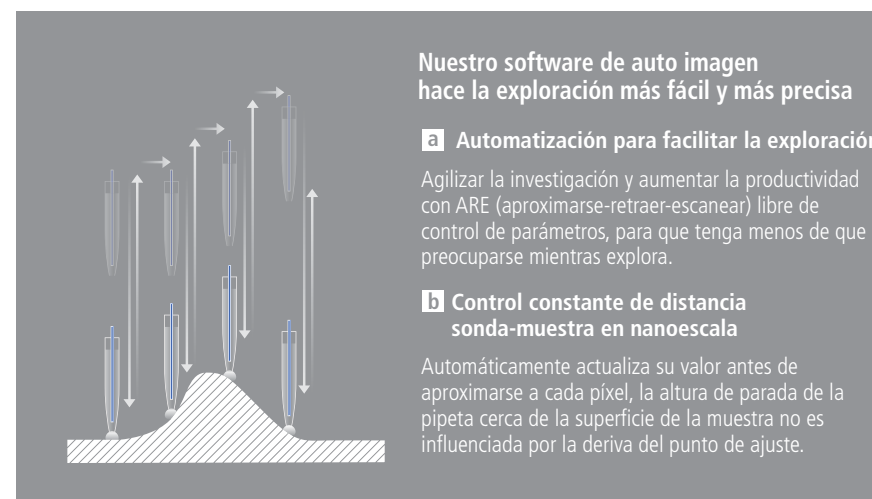 Nuestro software de auto imagen
hace la exploración más fácil y más precisa
a Automatización para facilitar la exploración
Agilizar la investigación y aumentar la productividad
con ARE (aproximarse-retraer-escanear) libre de
control de parámetros, para que tenga menos de que
preocuparse mientras explora.
b Control constante de distancia
sonda-muestra en nanoescala
Automáticamente actualiza su valor antes de
aproximarse a cada píxel, la altura de parada de la
pipeta cerca de la superficie de la muestra no es
influenciada por la deriva del punto de ajuste.